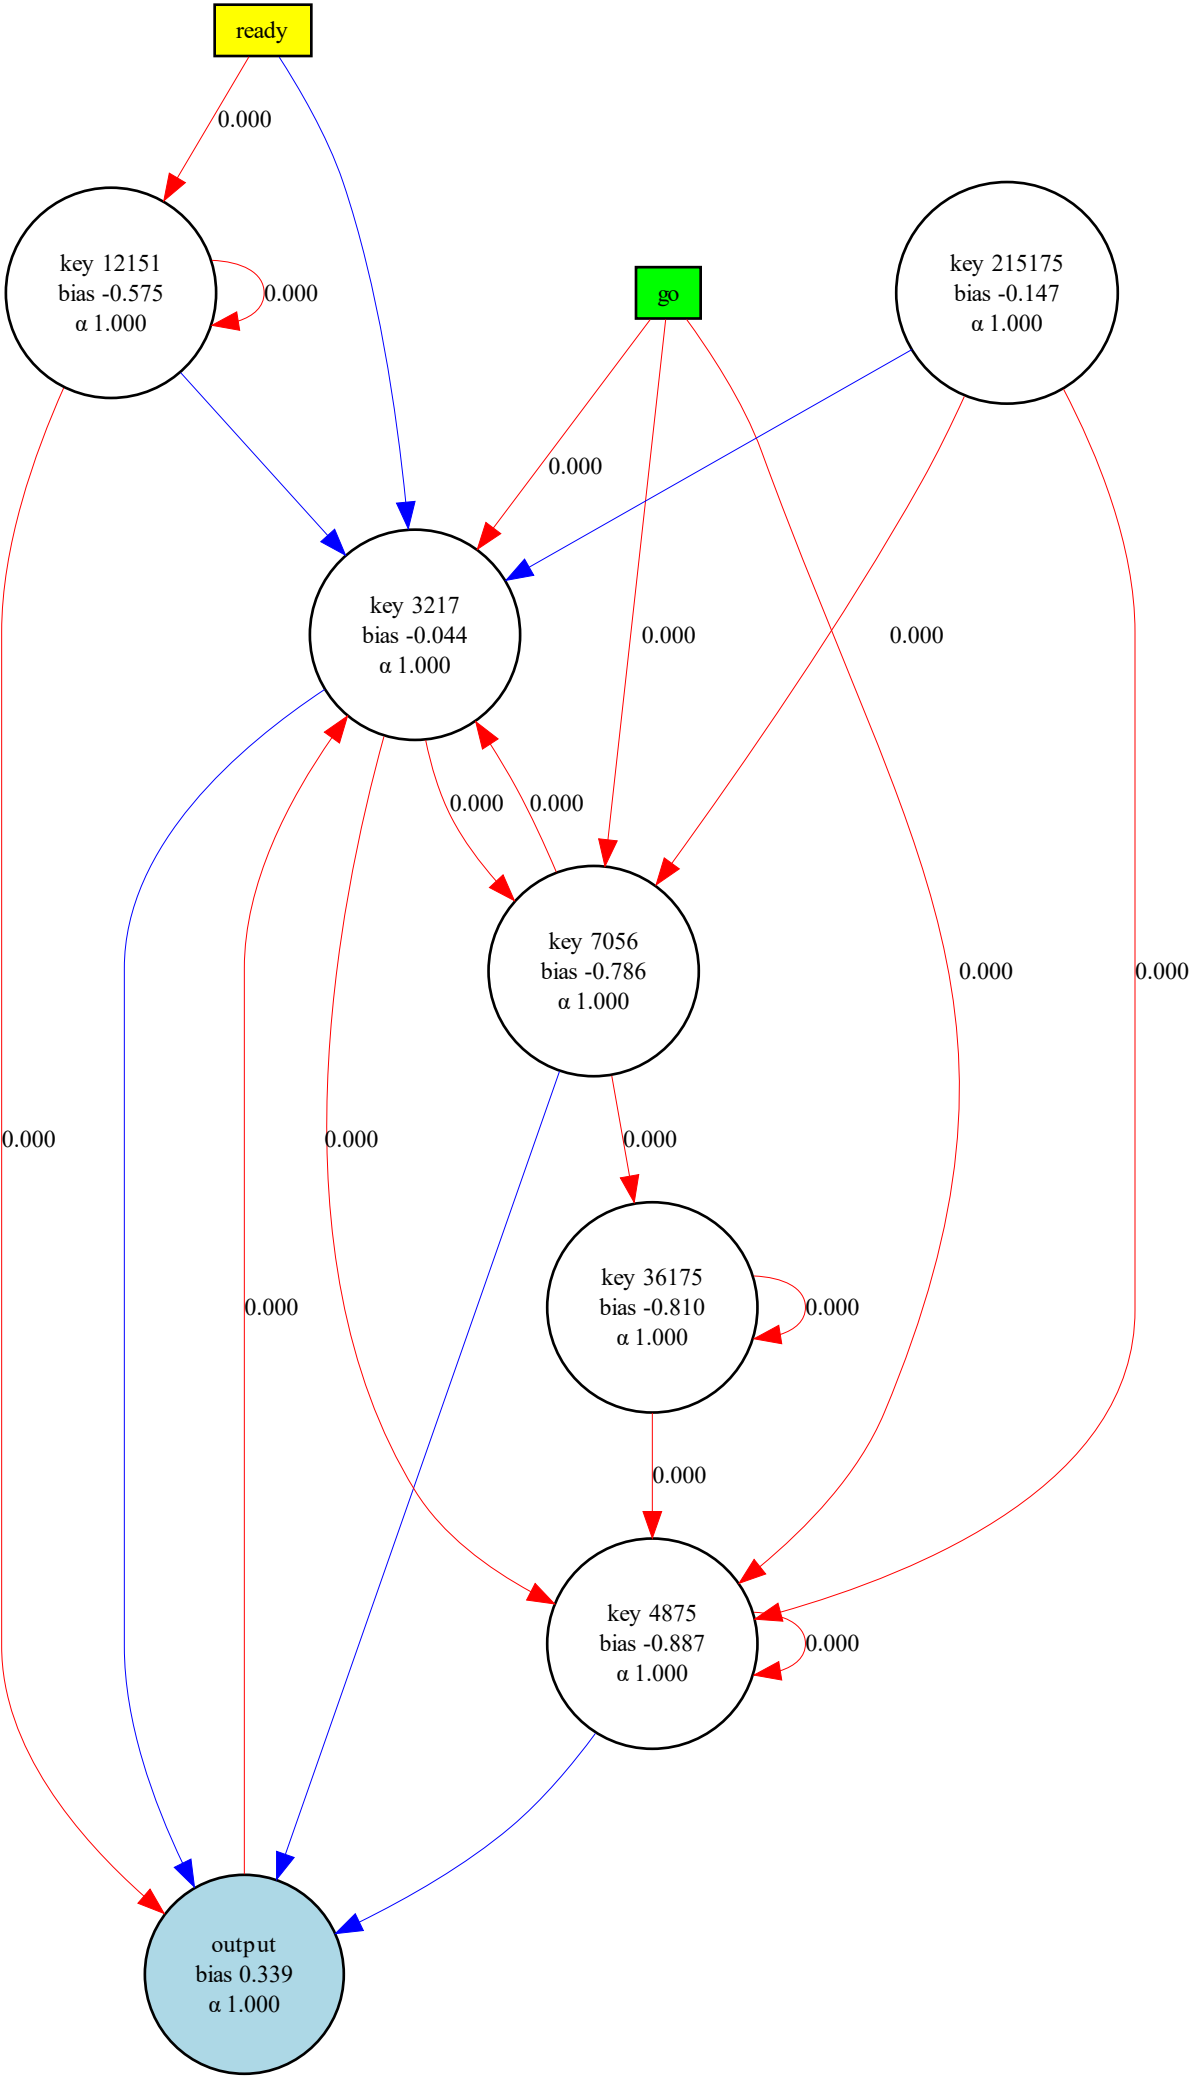 ready
0.000
key 12151
bias -0.575
α 1.000
0.000
go
key 215175
bias -0.147
α 1.000
0.000
key 3217
bias -0.044
α 1.000
0.000
0.000
0.000
0.000
key 7056
bias -0.786
α 1.000
0.000
0.000
0.000
0.000
0.000
key 36175
bias -0.810
α 1.000
0.000
0.000
0.000
key 4875
bias -0.887
α 1.000
0.000
output
bias 0.339
α 1.000